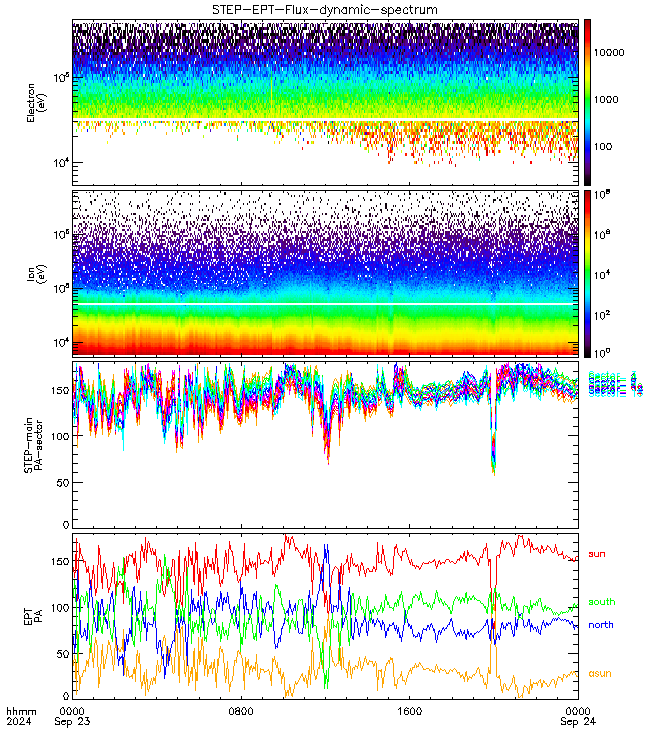 STEP-EPT-Flux-dynamic-spectrum
Electron
(eV)
10⁵
10⁴
10000
1000
100
Ion
(eV)
10⁶
10⁵
10⁴
10⁸
10⁶
10⁴
10²
10⁰
STEP-main
PA-sector
150
100
50
0
EPT
PA
150
100
50
0
sun
south
north
asun
hhmm
2024
0000
Sep 23
0800
1600
0000
Sep 24